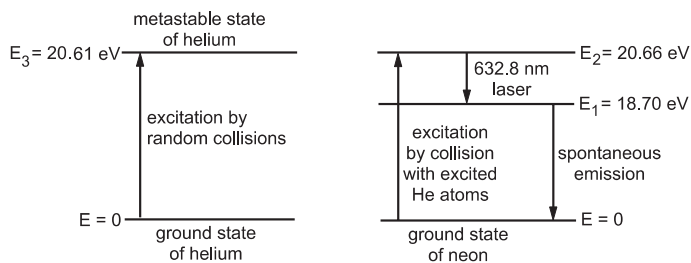 metastable state
of helium
E₃ = 20.61 eV
excitation by
random collisions
E = 0
ground state
of helium
E₂ = 20.66 eV
632.8 nm
laser
E₁ = 18.70 eV
excitation
by collision
with excited
He atoms
spontaneous
emission
E = 0
ground state
of neon